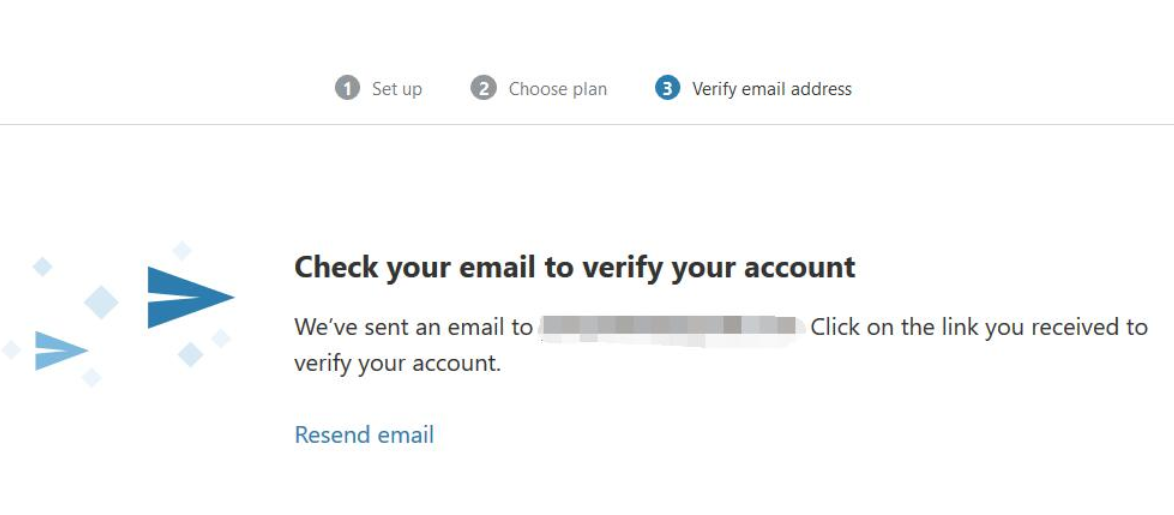 1 Set up 2 Choose plan 3 Verify email address
Check your email to verify your account
We've sent an email to Click on the link you received to
verify your account.
Resend email